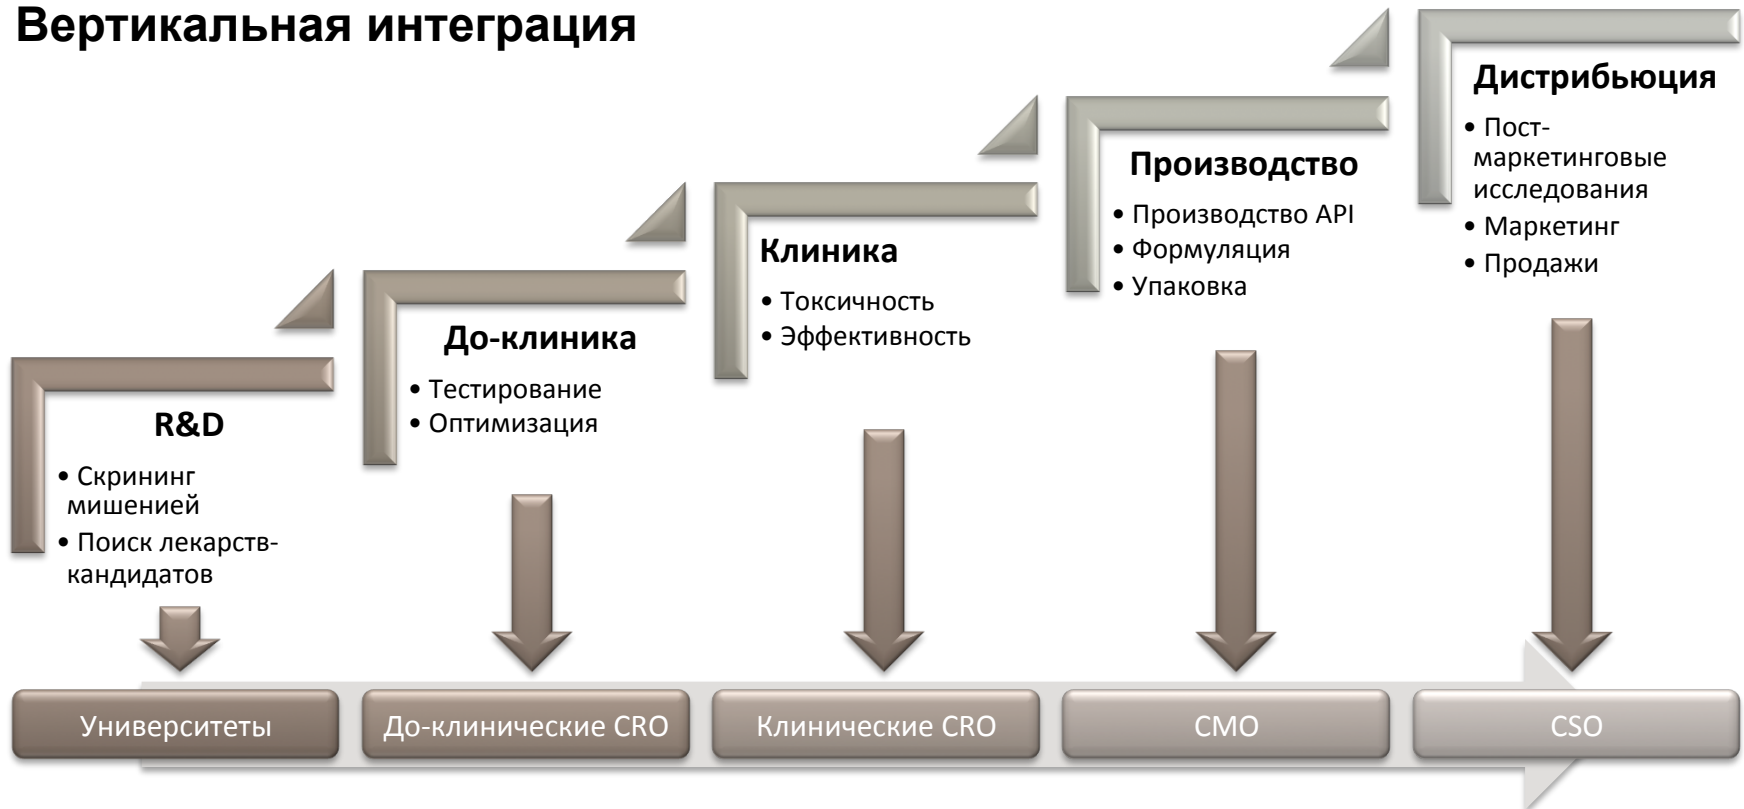 Вертикальная интеграция
R&D
• Скрининг
мишенией
• Поиск лекарств-
кандидатов
До-клиника
• Тестирование
• Оптимизация
Клиника
• Токсичность
• Эффективность
Производство
• Производство API
• Формуляция
• Упаковка
Дистрибьюция
• Пост-
маркетинговые
исследования
• Маркетинг
• Продажи
Университеты
До-клинические CRO
Клинические CRO
CMO
CSO